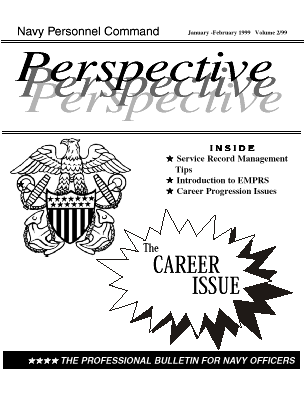 Navy Personnel Command
January -February 1999 Volume 2/99
Perspective
INSIDE
★ Service Record Management
Tips
★ Introduction to EMPRS
★ Career Progression Issues
The
CAREER
ISSUE
★★★★ THE PROFESSIONAL BULLETIN FOR NAVY OFFICERS